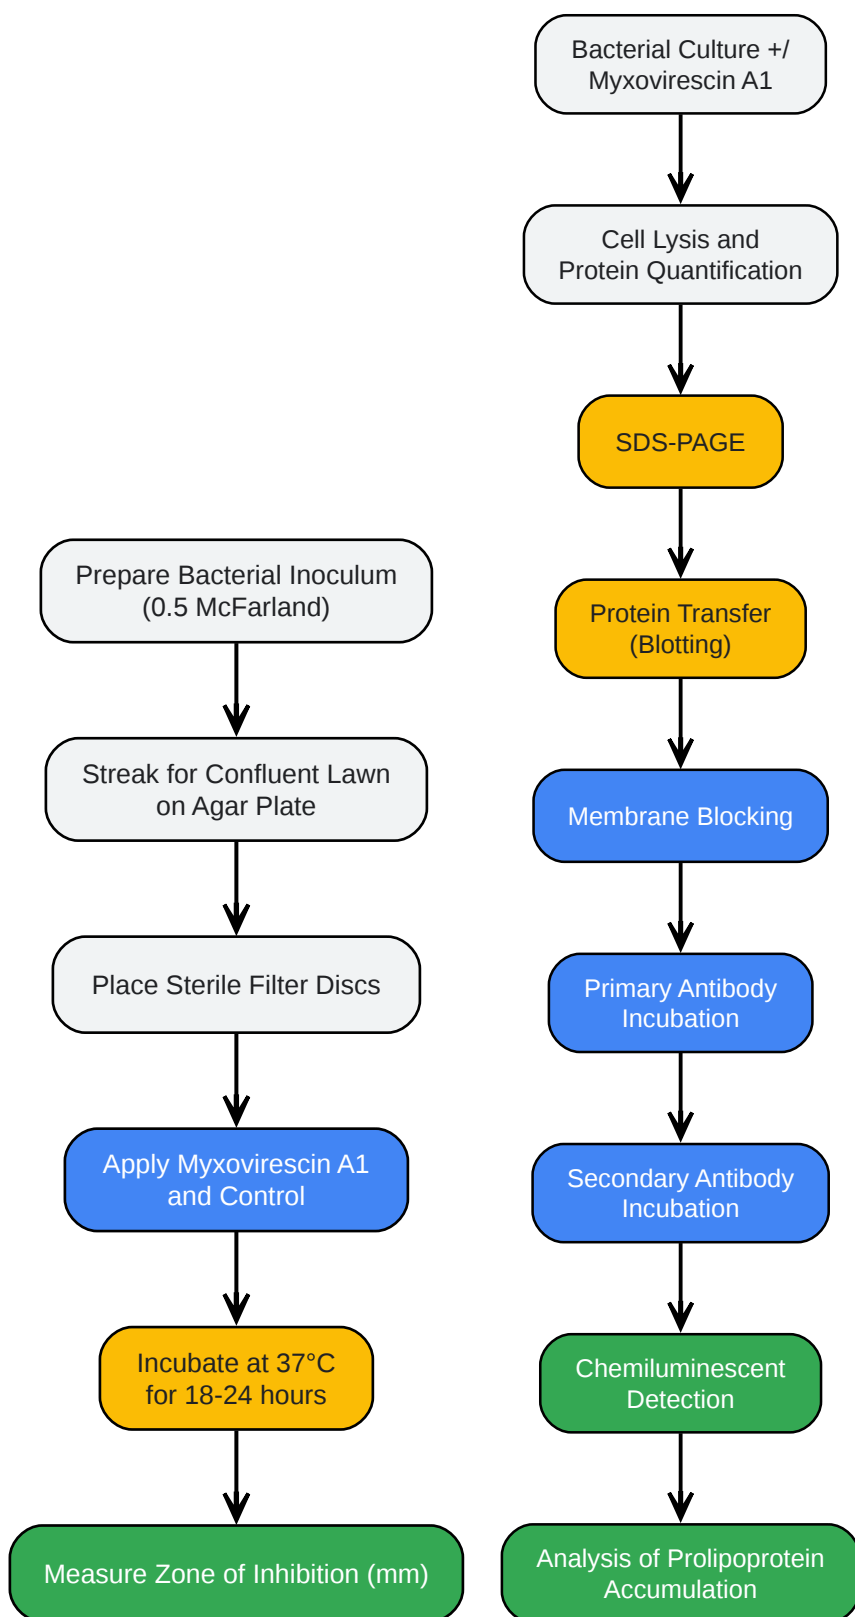 Prepare Bacterial Inoculum
(0.5 McFarland)
Streak for Confluent Lawn
on Agar Plate
Place Sterile Filter Discs
Apply Myxovirescin A1
and Control
Incubate at 37°C
for 18-24 hours
Measure Zone of Inhibition (mm)
Bacterial Culture +/
Myxovirescin A1
Cell Lysis and
Protein Quantification
SDS-PAGE
Protein Transfer
(Blotting)
Membrane Blocking
Primary Antibody
Incubation
Secondary Antibody
Incubation
Chemiluminescent
Detection
Analysis of Prolipoprotein
Accumulation